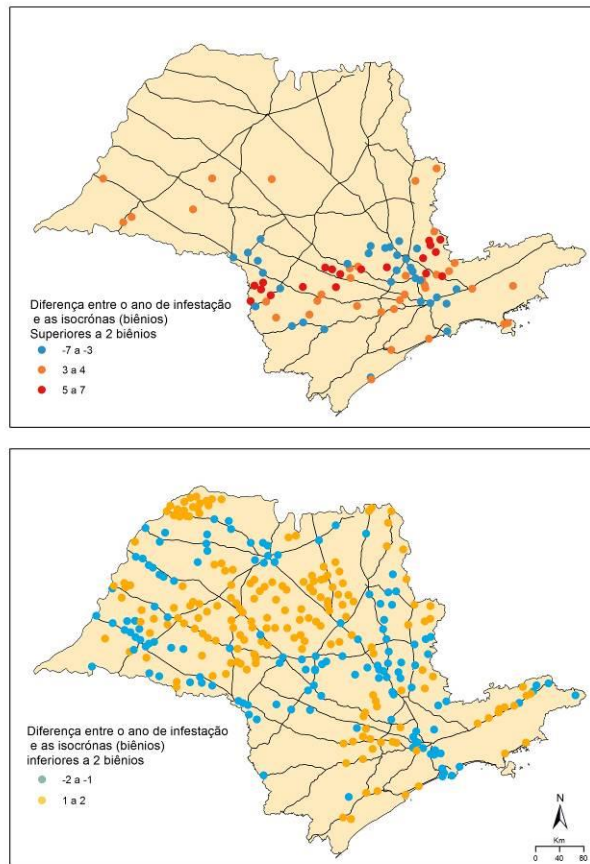 Diferença entre o ano de infestação
e as isocrónas (biênios)
Superiores a 2 biênios
-7 a -3
3 a 4
5 a 7
Diferença entre o ano de infestação
e as isocrónas (biênios)
inferiores a 2 biênios
-2 a -1
1 a 2
N
Km
0 40 80